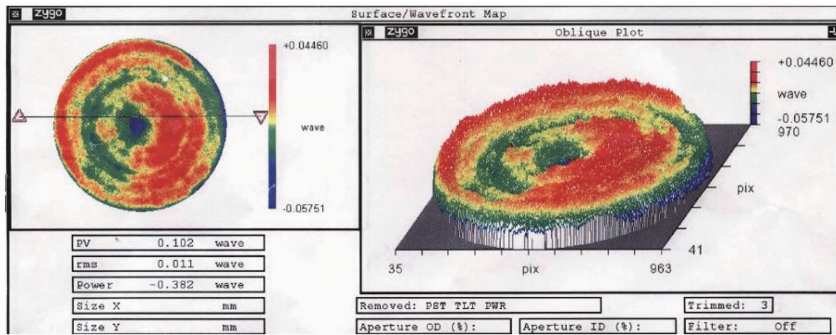 zygo Surface/Wavefront Map
+0.04460
wave
-0.05751
PV 0.102 wave
rms 0.011 wave
Power -0.382 wave
Size X mm
Size Y mm
zygo Oblique Plot
+0.04460
wave
-0.05751
970
pix
41
35 pix 963
Removed: PST TLT PWR
Trimmed: 3
Aperture OD (%):
Aperture ID (%):
Filter: Off